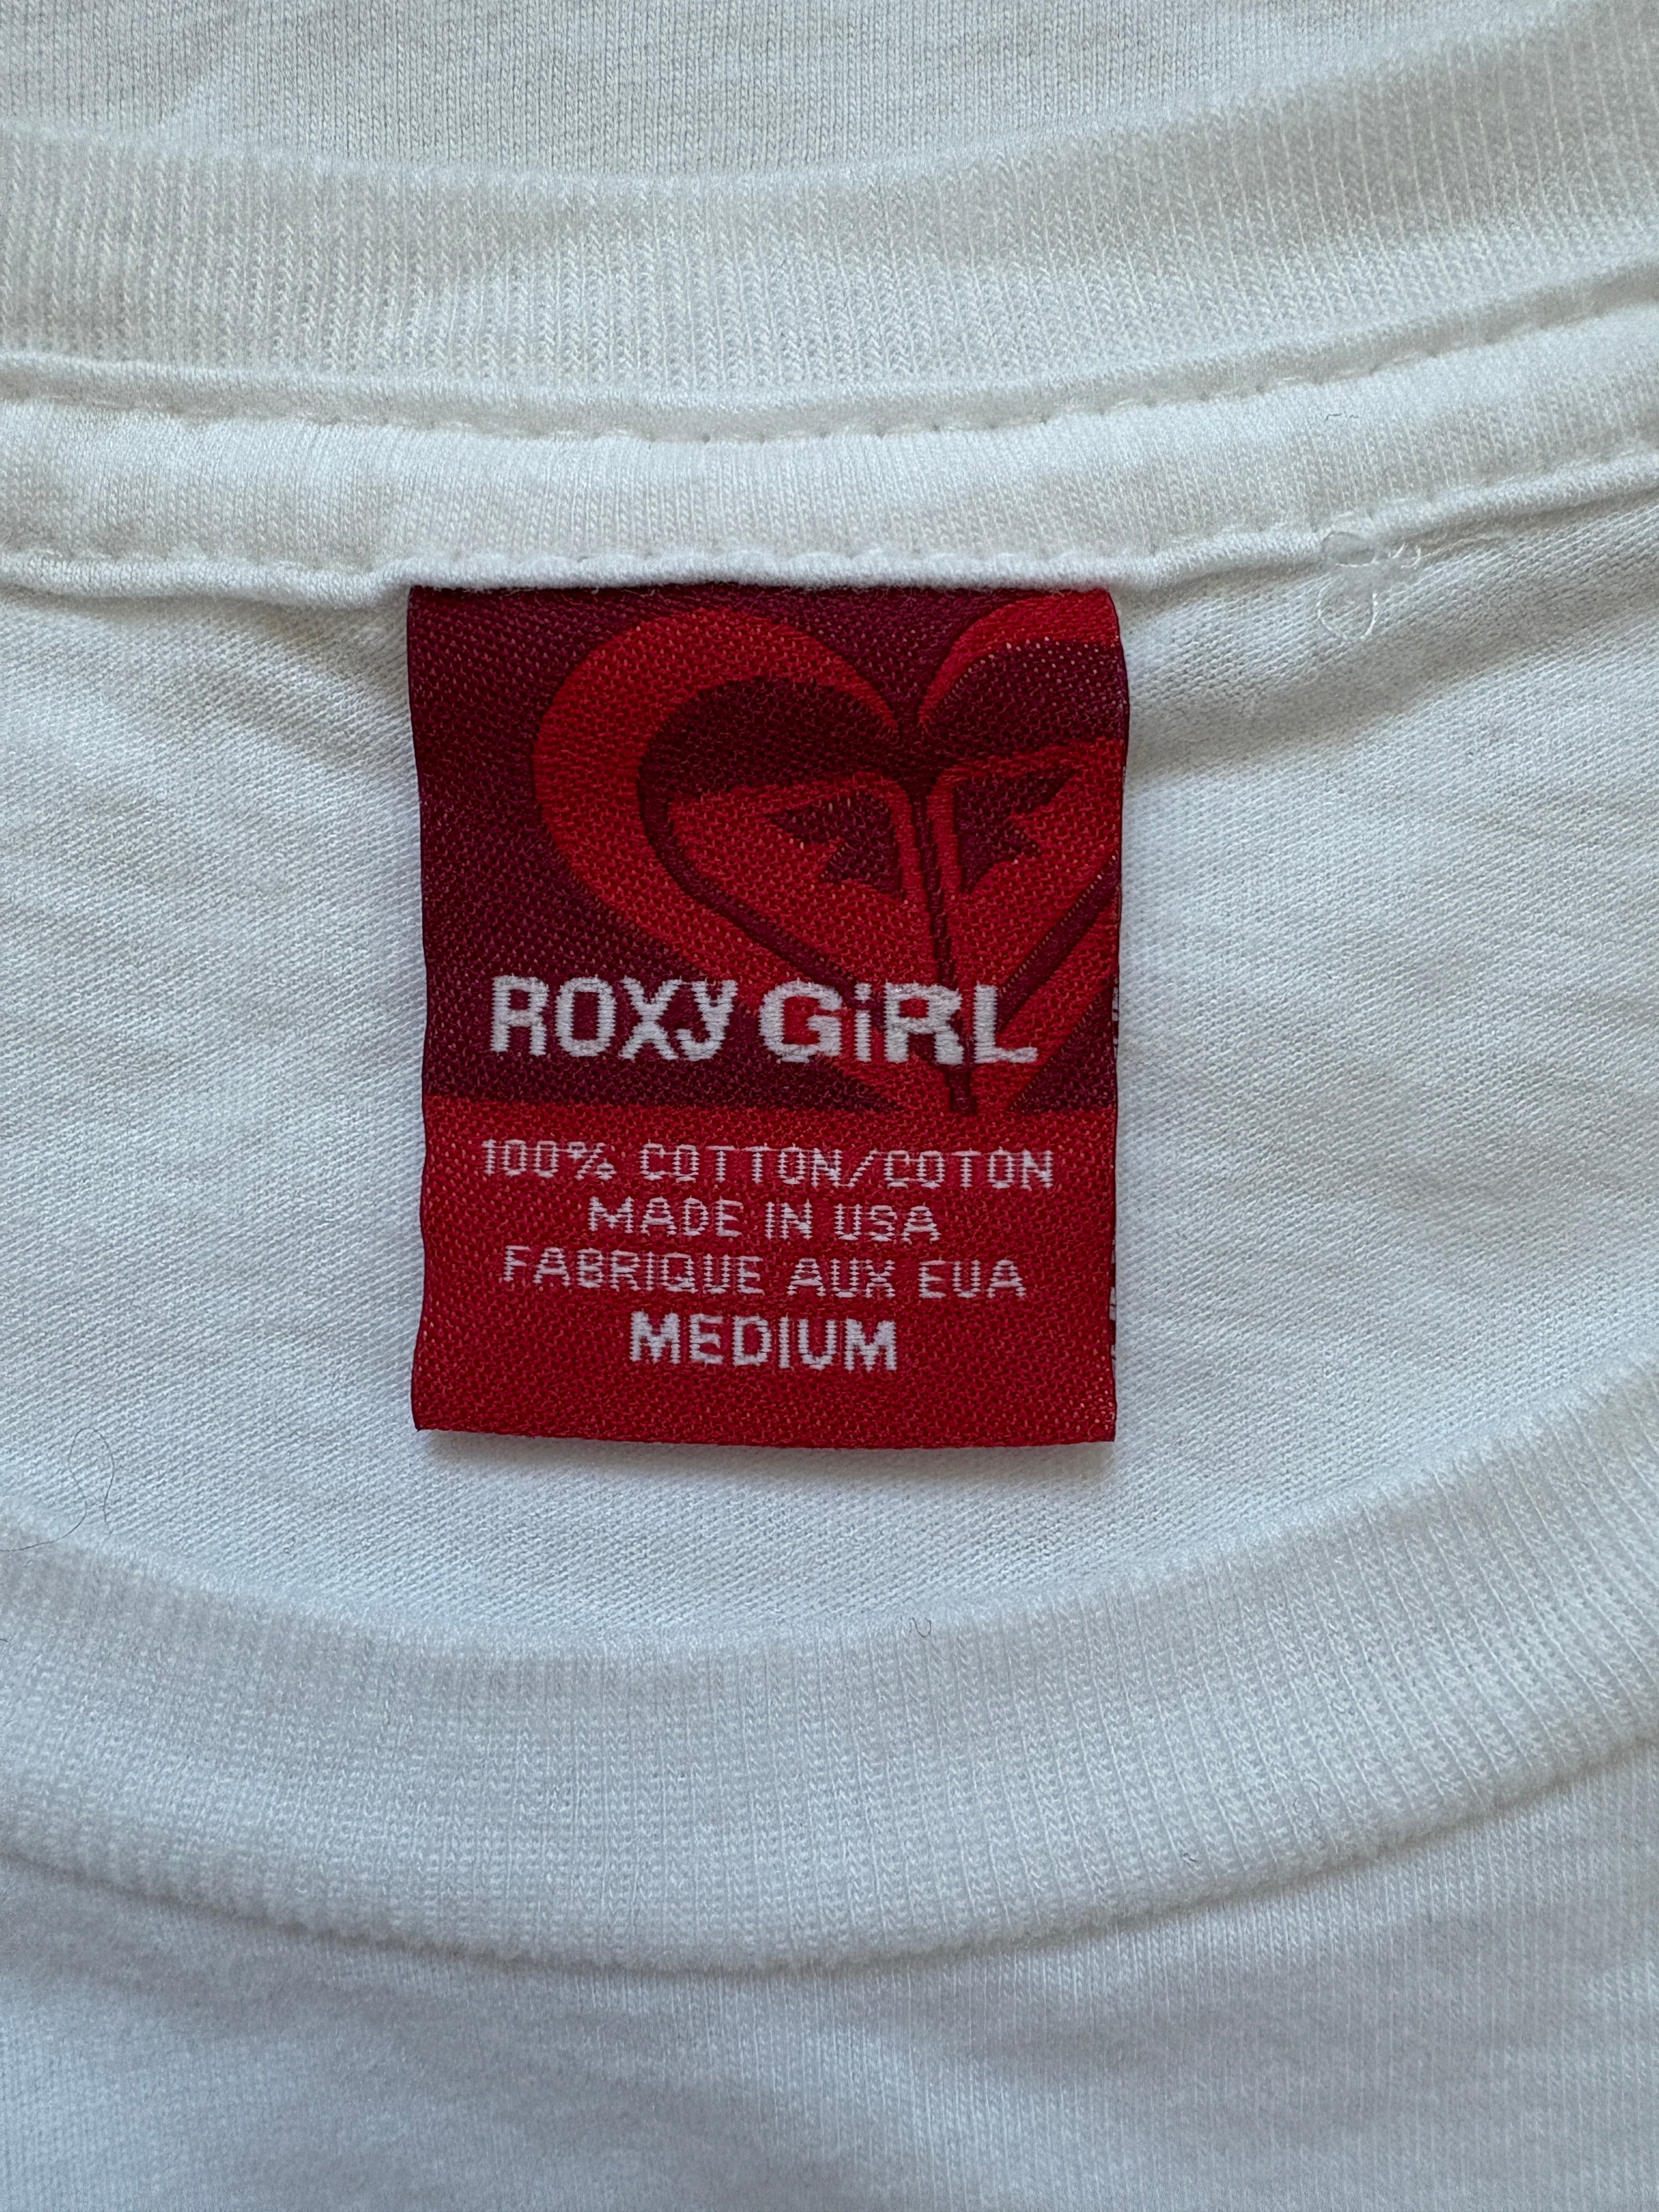 ROXy GiRL
100% COTTON/COTON
MADE IN USA
FABRIQUE AUX EUA
MEDIUM